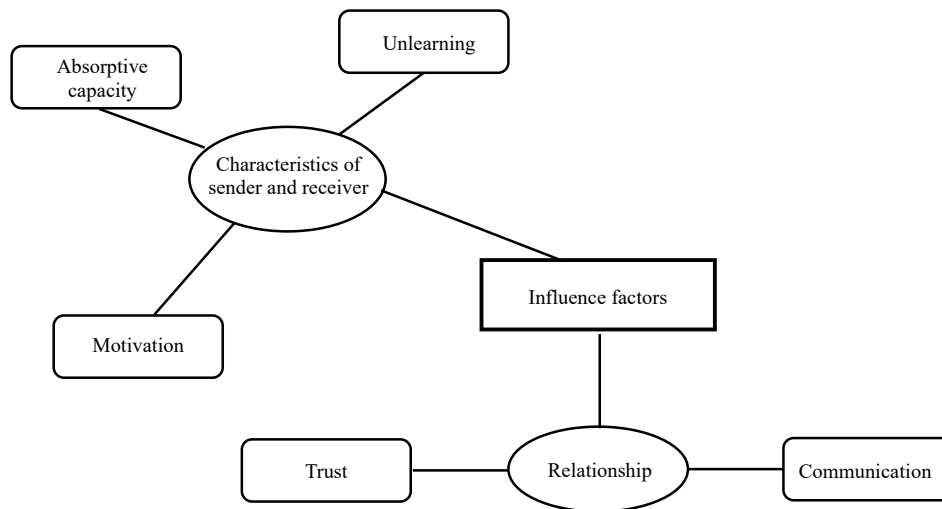 Unlearning
Absorptive
capacity
Characteristics of
sender and receiver
Influence factors
Motivation
Trust
Relationship
Communication